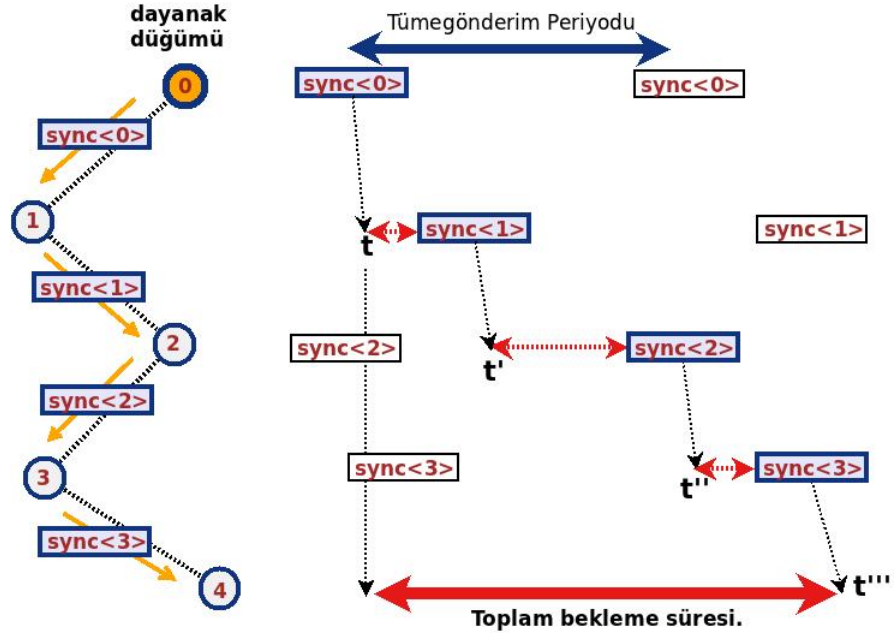 dayanak
düğümü
0
sync<0>
1
sync<1>
2
sync<2>
3
sync<3>
4
Tümegönderim Periyodu
sync<0>
sync<0>
t
sync<1>
sync<1>
sync<2>
t'
sync<2>
sync<3>
t''
sync<3>
t'''
Toplam bekleme süresi.